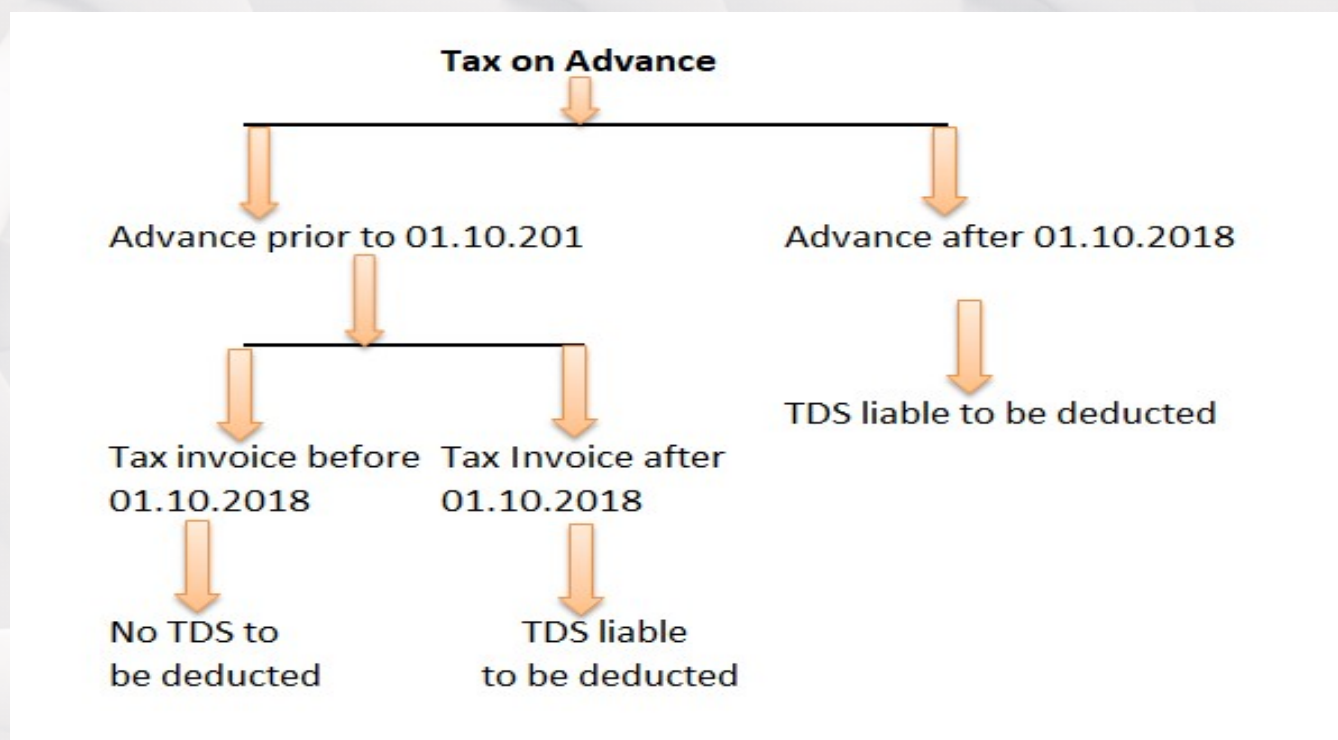 Tax on Advance
Advance prior to 01.10.201
Advance after 01.10.2018
TDS liable to be deducted
Tax invoice before
01.10.2018
Tax Invoice after
01.10.2018
No TDS to
be deducted
TDS liable
to be deducted